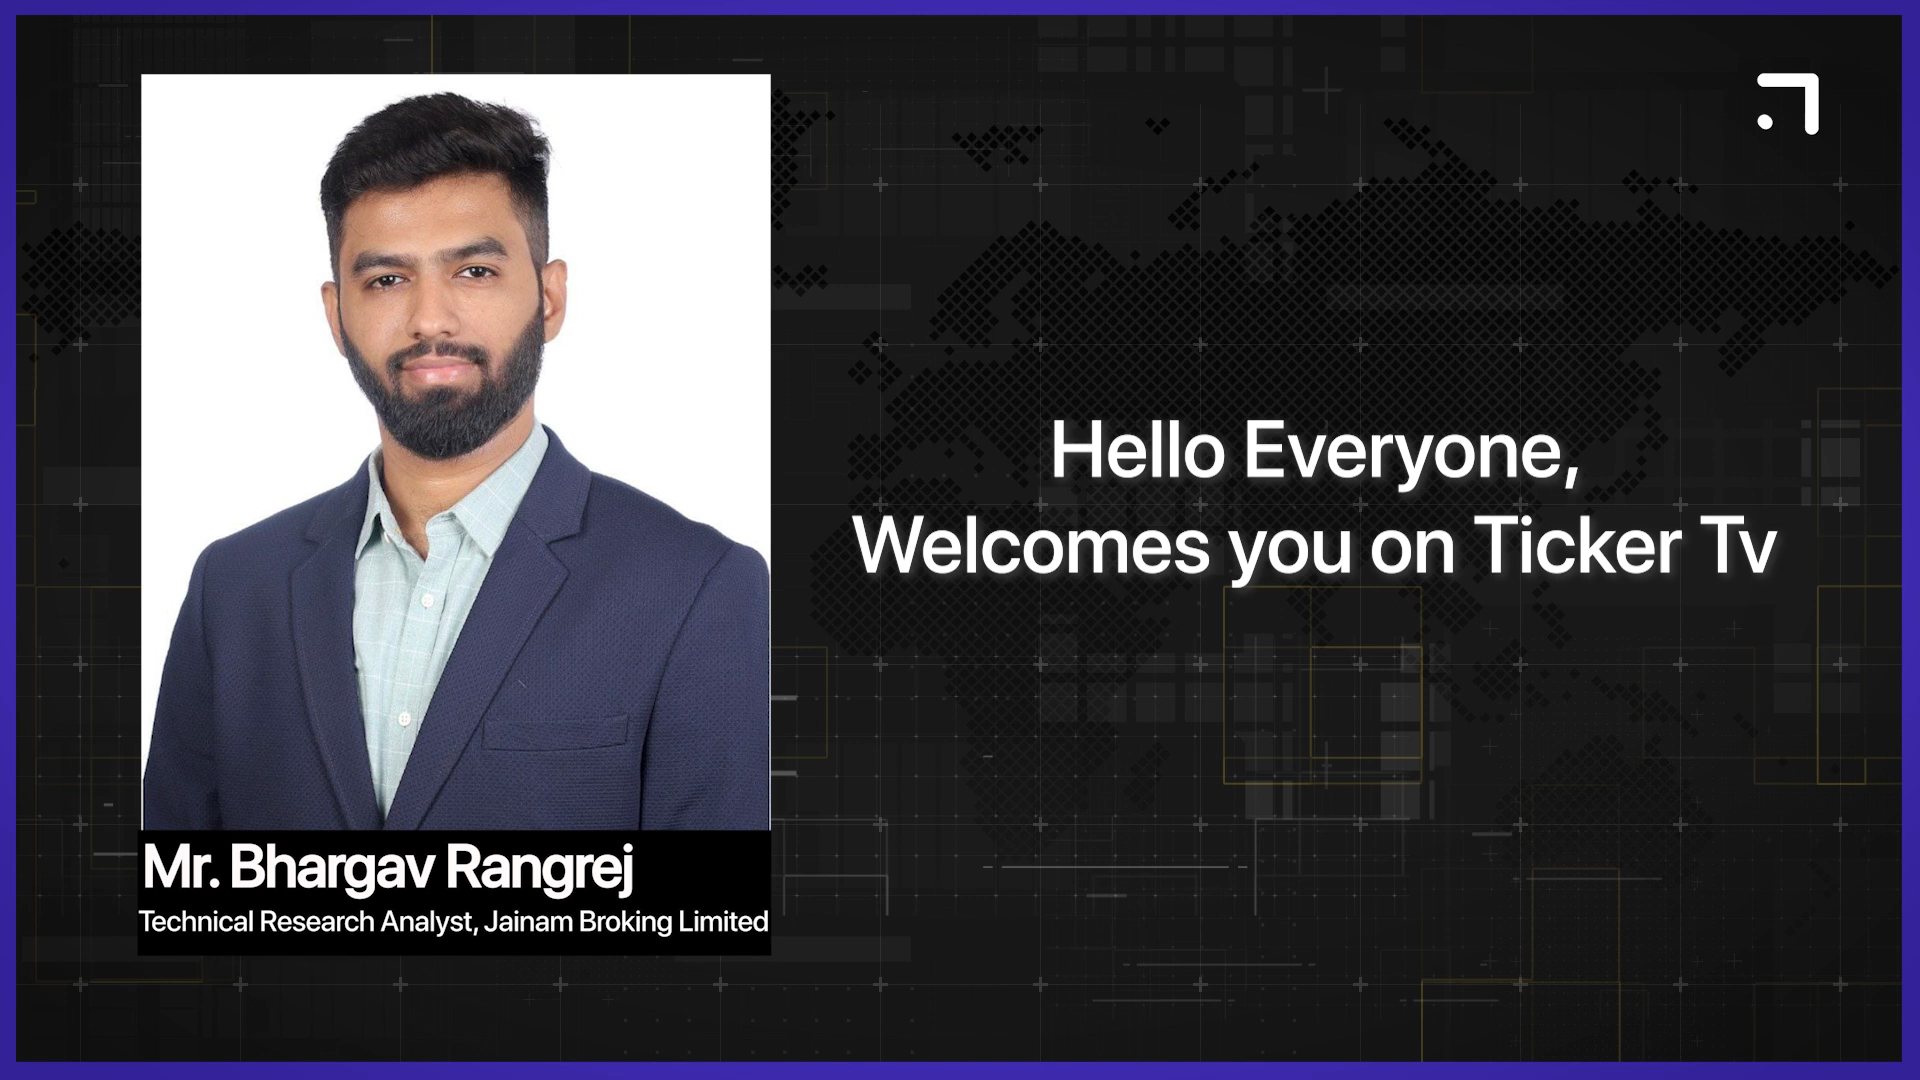 Hello Everyone,
Welcomes you on Ticker Tv
Mr. Bhargav Rangrej
Technical Research Analyst, Jainam Broking Limited